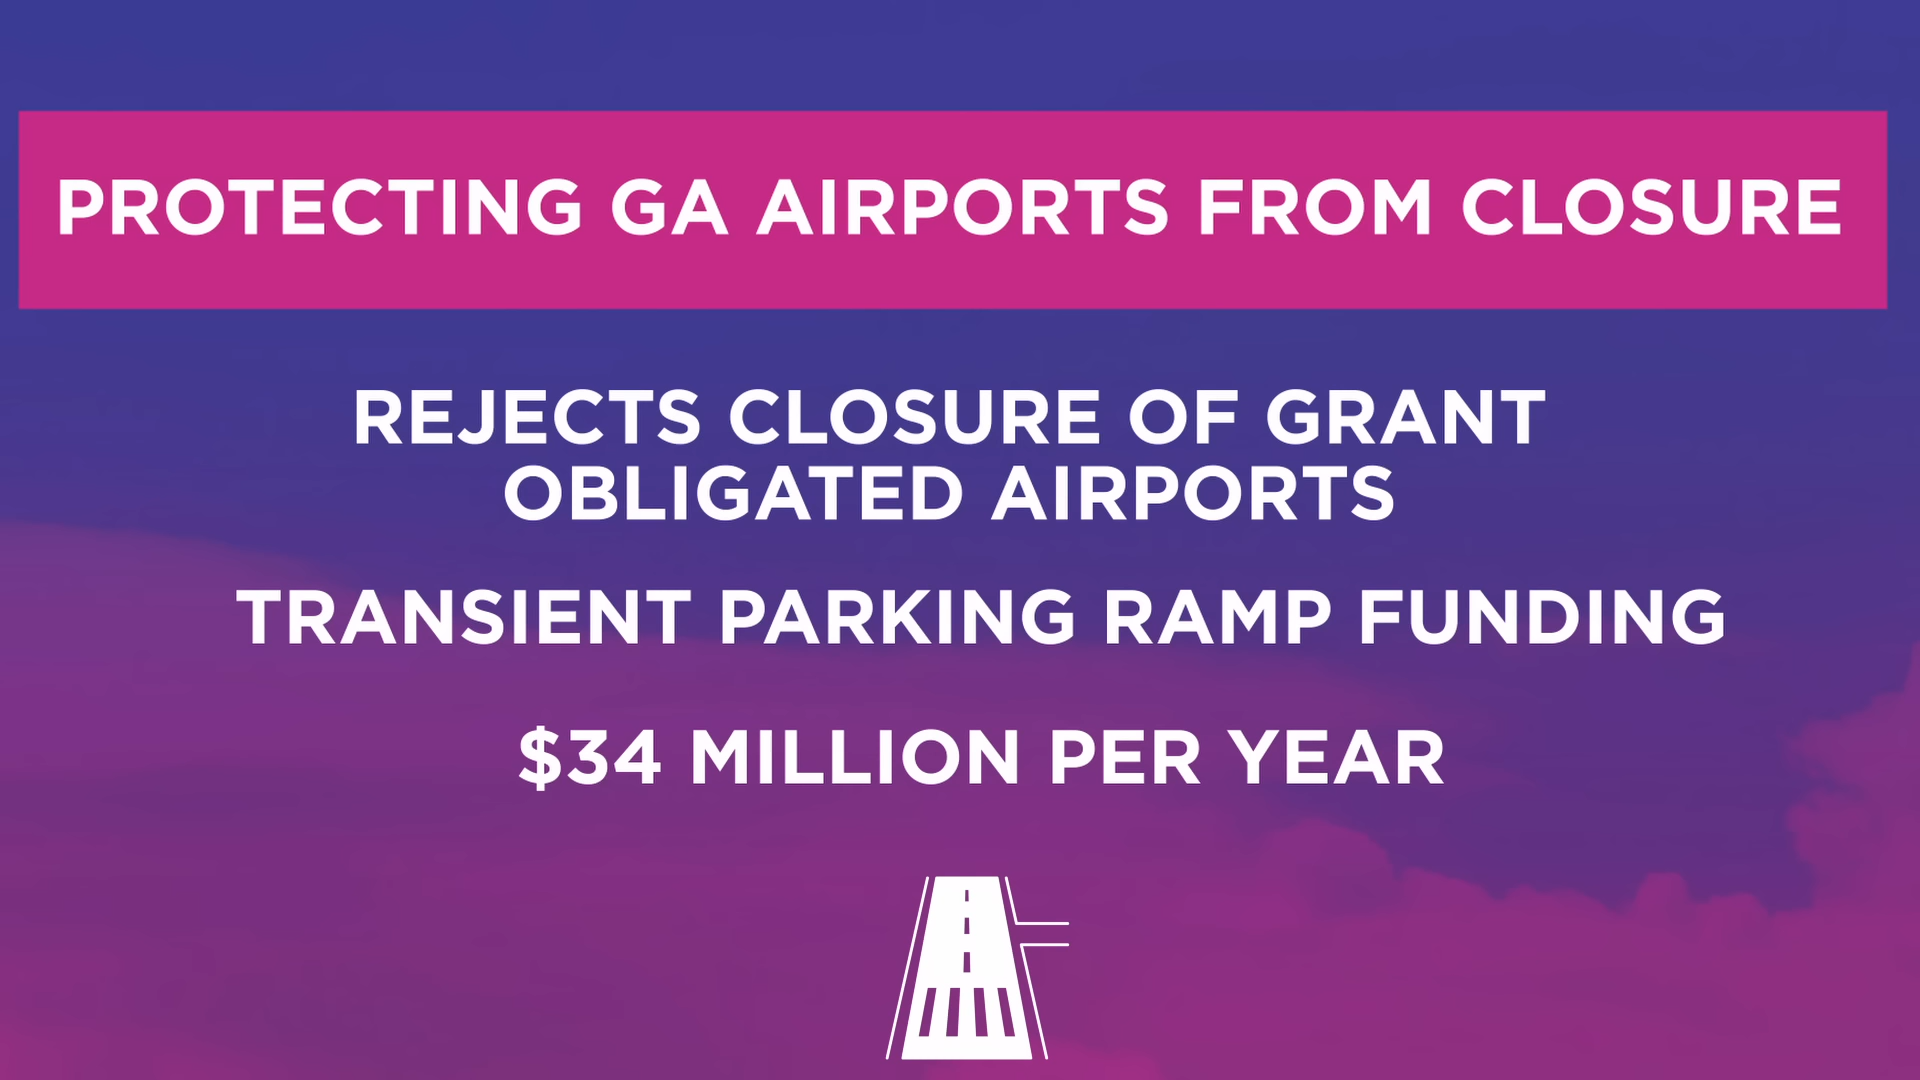 PROTECTING GA AIRPORTS FROM CLOSURE
REJECTS CLOSURE OF GRANT
OBLIGATED AIRPORTS
TRANSIENT PARKING RAMP FUNDING
$34 MILLION PER YEAR